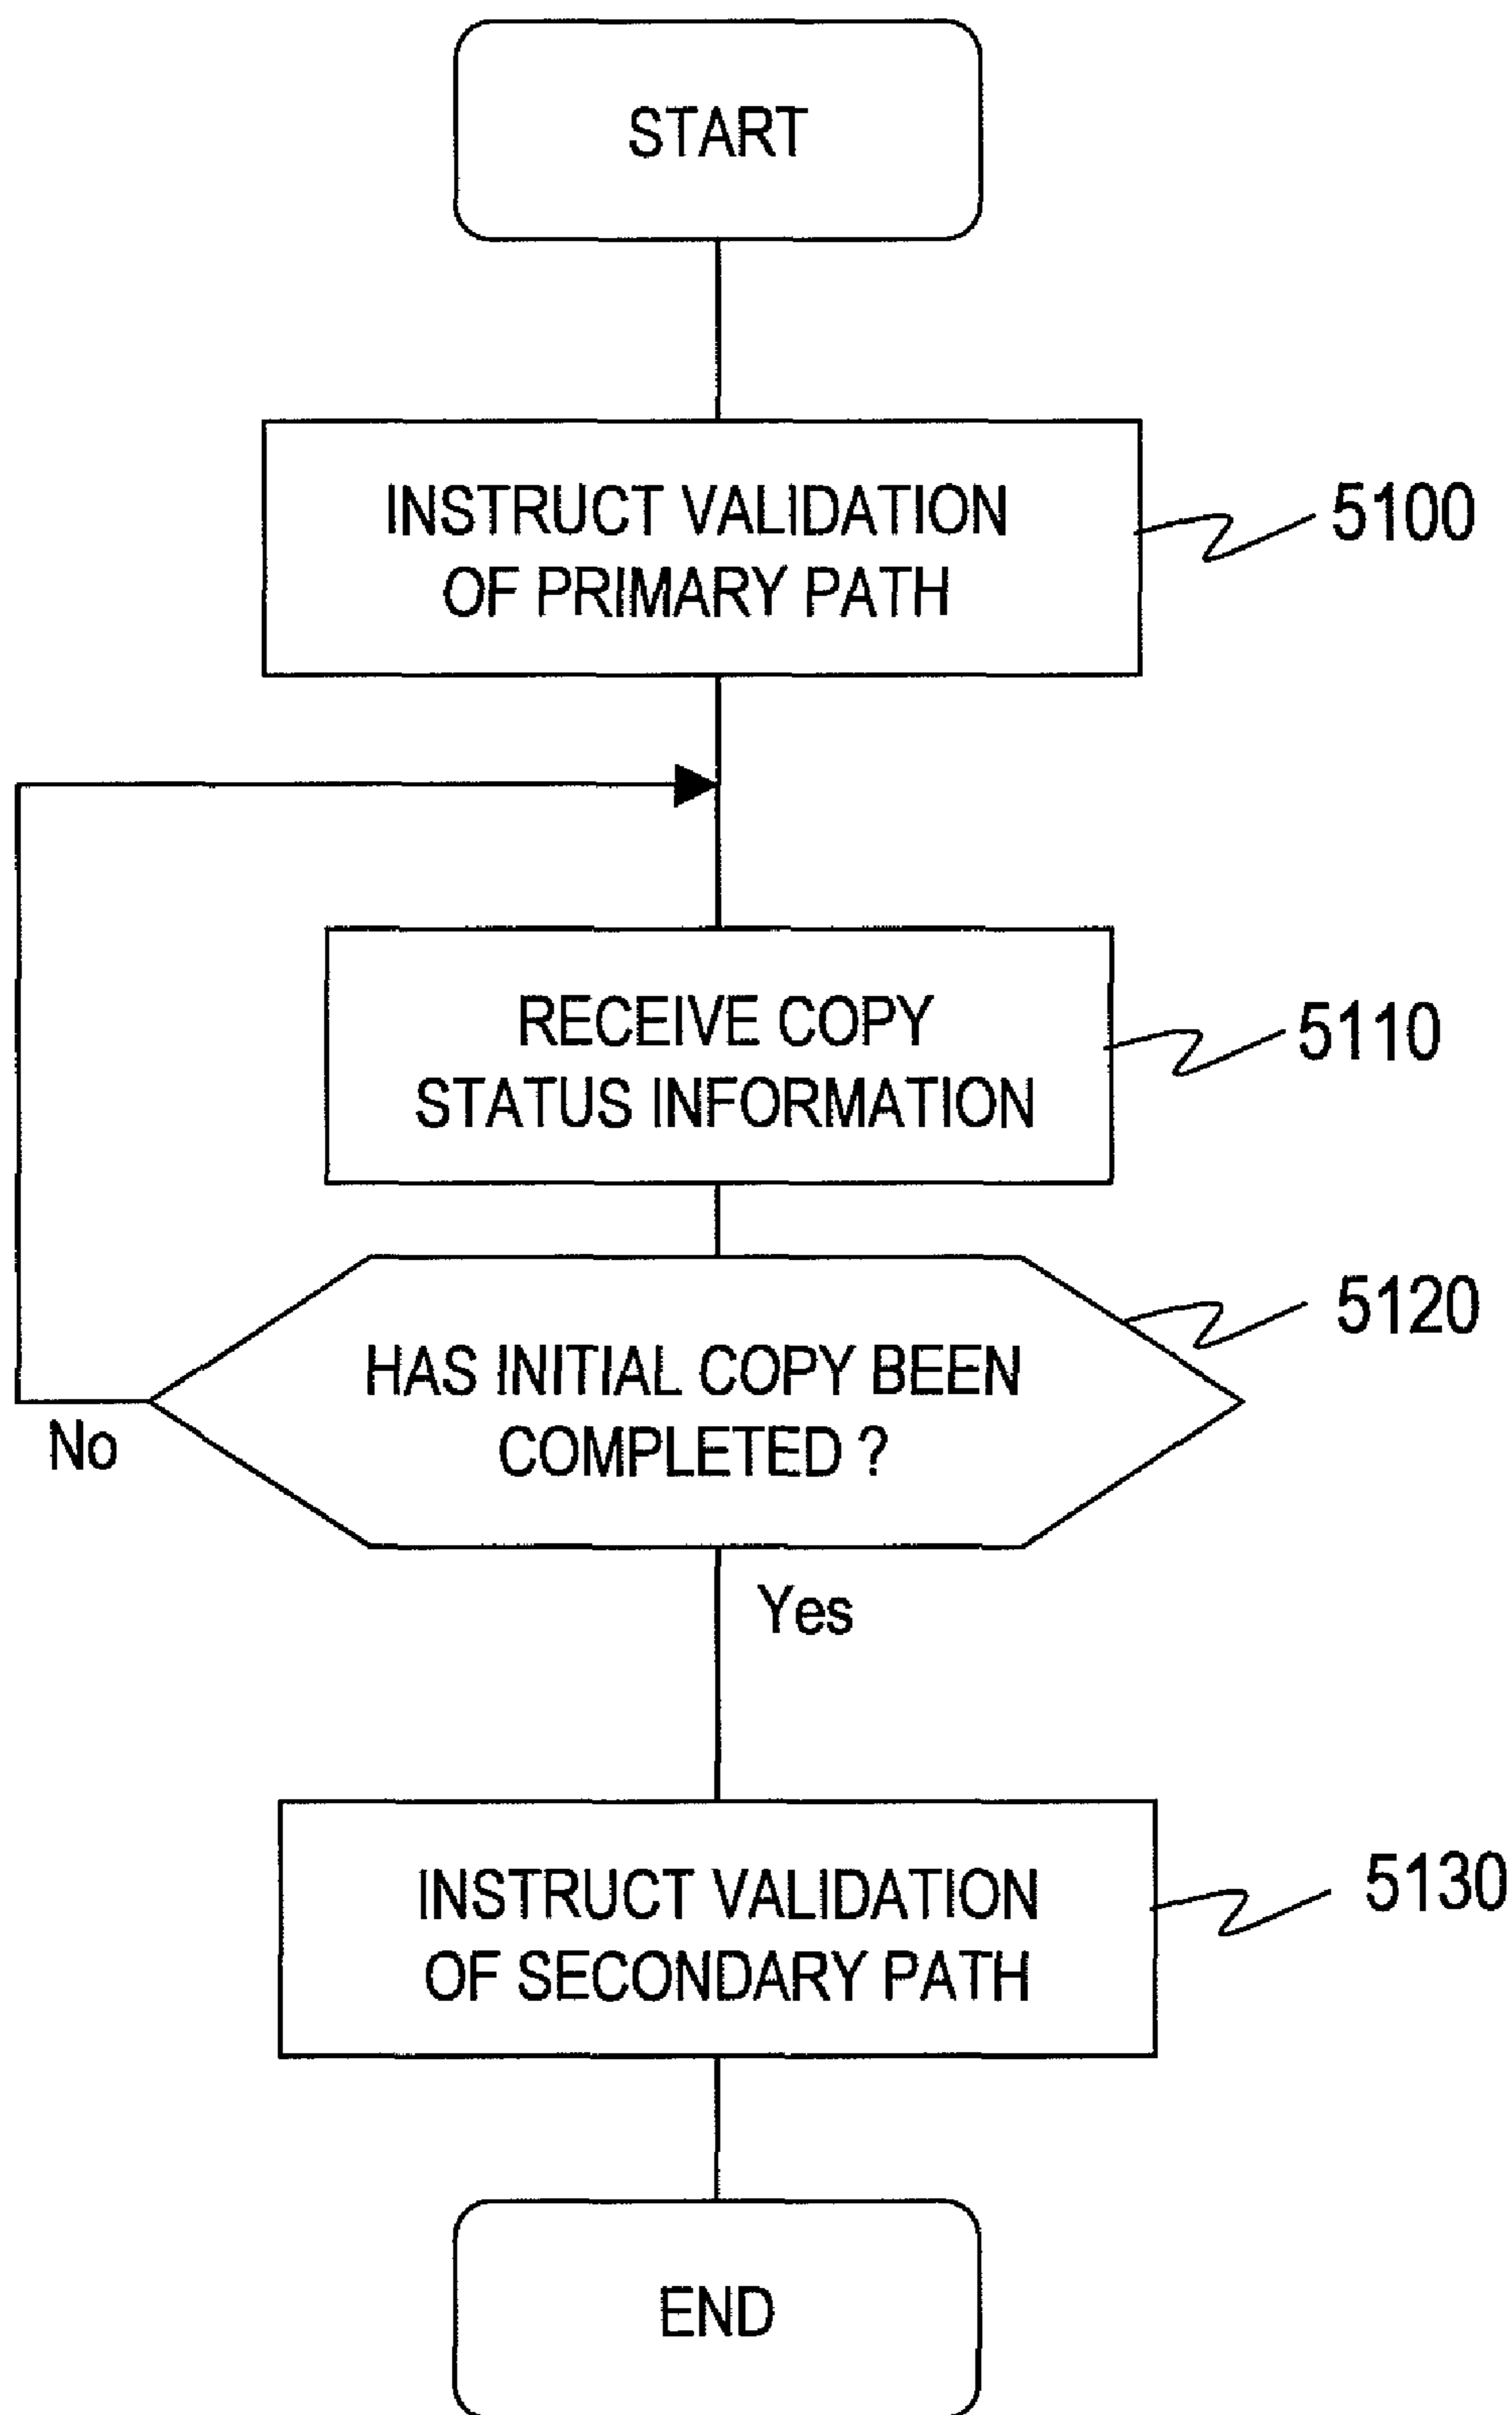 START
INSTRUCT VALIDATION
OF PRIMARY PATH
5100
RECEIVE COPY
STATUS INFORMATION
5110
HAS INITIAL COPY BEEN
COMPLETED ?
5120
No
Yes
INSTRUCT VALIDATION
OF SECONDARY PATH
5130
END